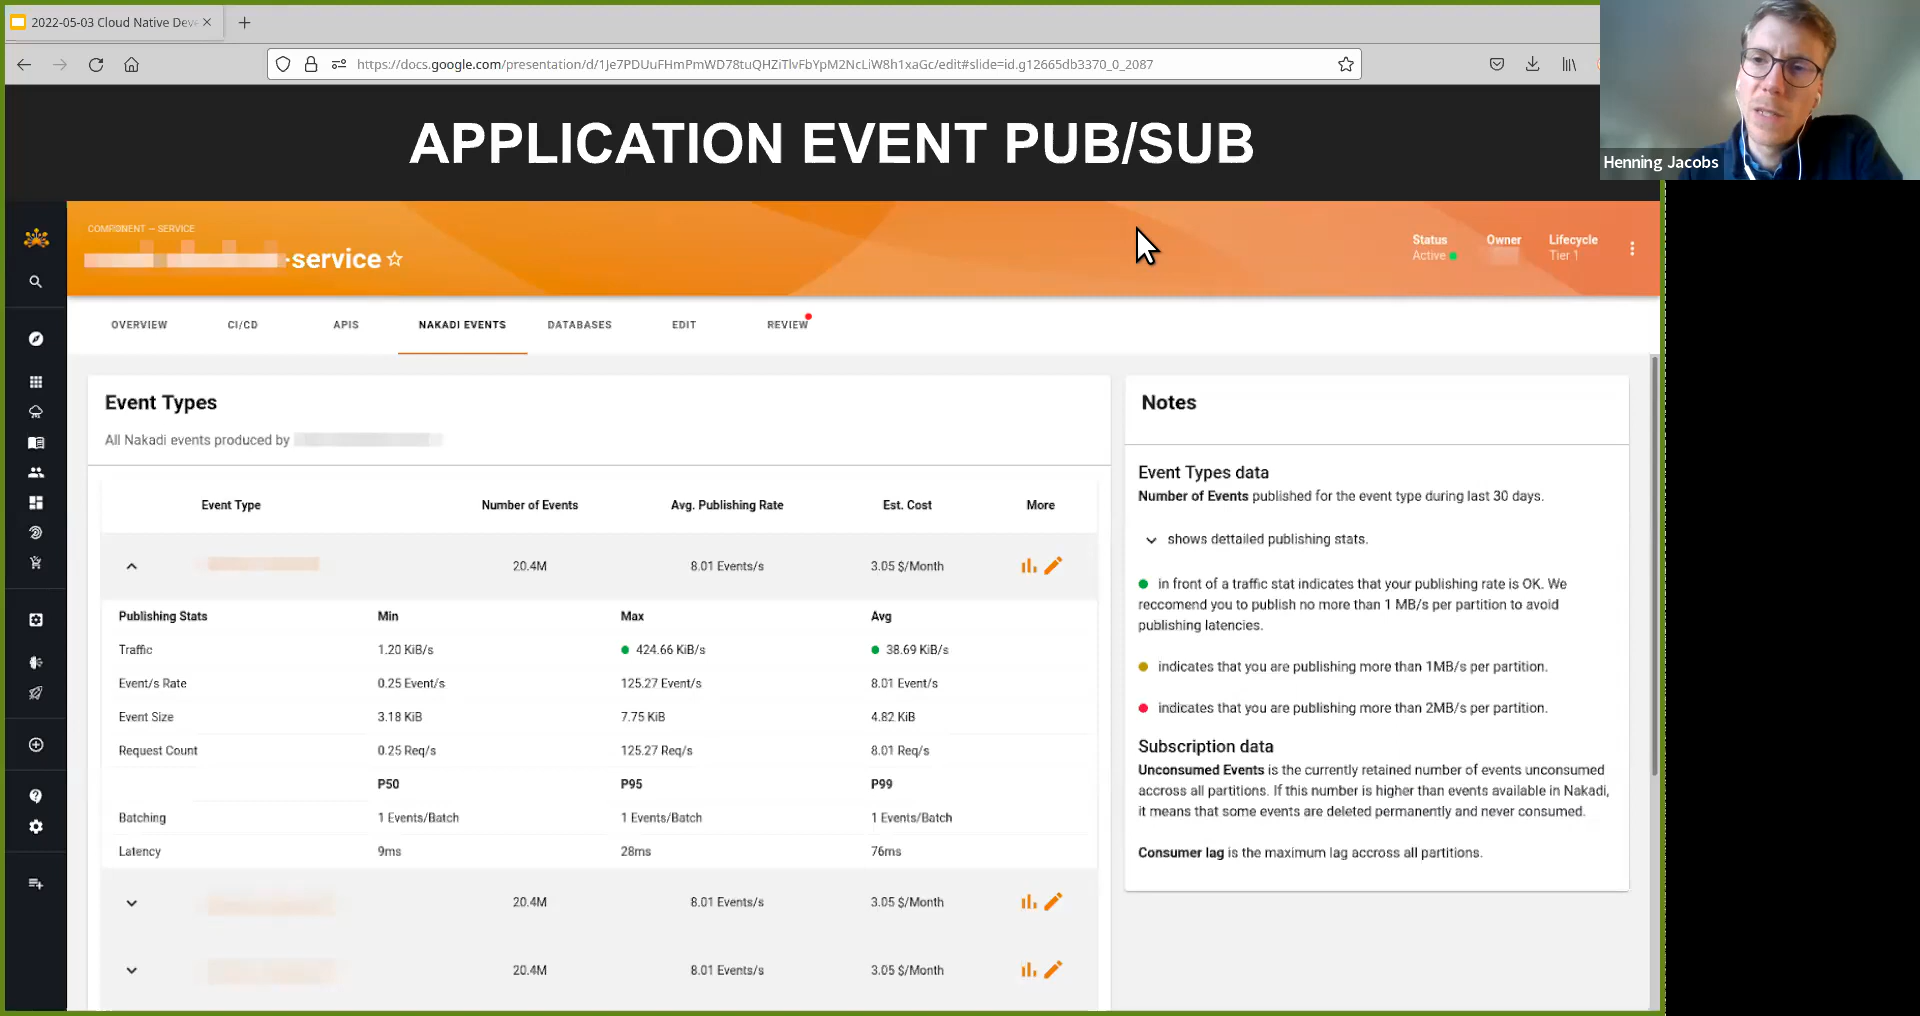 2022-05-03 Cloud Native Deve
https://docs.google.com/presentation/d/1Je7PDUuFHmPmWD78tuQHZiTlvFbYpM2NcLiW8h1xaGc/edit#slide=id.g12665db3370_0_2087
Henning Jacobs
APPLICATION EVENT PUB/SUB
COMPONENT — SERVICE
-service
Status
Active
Owner
Lifecycle
Tier 1
OVERVIEW CI/CD APIS NAKADI EVENTS DATABASES EDIT REVIEW
Event Types
All Nakadi events produced by
Event Type Number of Events Avg. Publishing Rate Est. Cost More
20.4M 8.01 Events/s 3.05 $/Month
Publishing Stats Min Max Avg
Traffic 1.20 KiB/s 424.66 KiB/s 38.69 KiB/s
Event/s Rate 0.25 Event/s 125.27 Event/s 8.01 Event/s
Event Size 3.18 KiB 7.75 KiB 4.82 KiB
Request Count 0.25 Req/s 125.27 Req/s 8.01 Req/s
P50 P95 P99
Batching 1 Events/Batch 1 Events/Batch 1 Events/Batch
Latency 9ms 28ms 76ms
20.4M 8.01 Events/s 3.05 $/Month
20.4M 8.01 Events/s 3.05 $/Month
Notes
Event Types data
Number of Events published for the event type during last 30 days.
shows dettailed publishing stats.
in front of a traffic stat indicates that your publishing rate is OK. We
reccomend you to publish no more than 1 MB/s per partition to avoid
publishing latencies.
indicates that you are publishing more than 1MB/s per partition.
indicates that you are publishing more than 2MB/s per partition.
Subscription data
Unconsumed Events is the currently retained number of events unconsumed
accross all partitions. If this number is higher than events available in Nakadi,
it means that some events are deleted permanently and never consumed.
Consumer lag is the maximum lag accross all partitions.